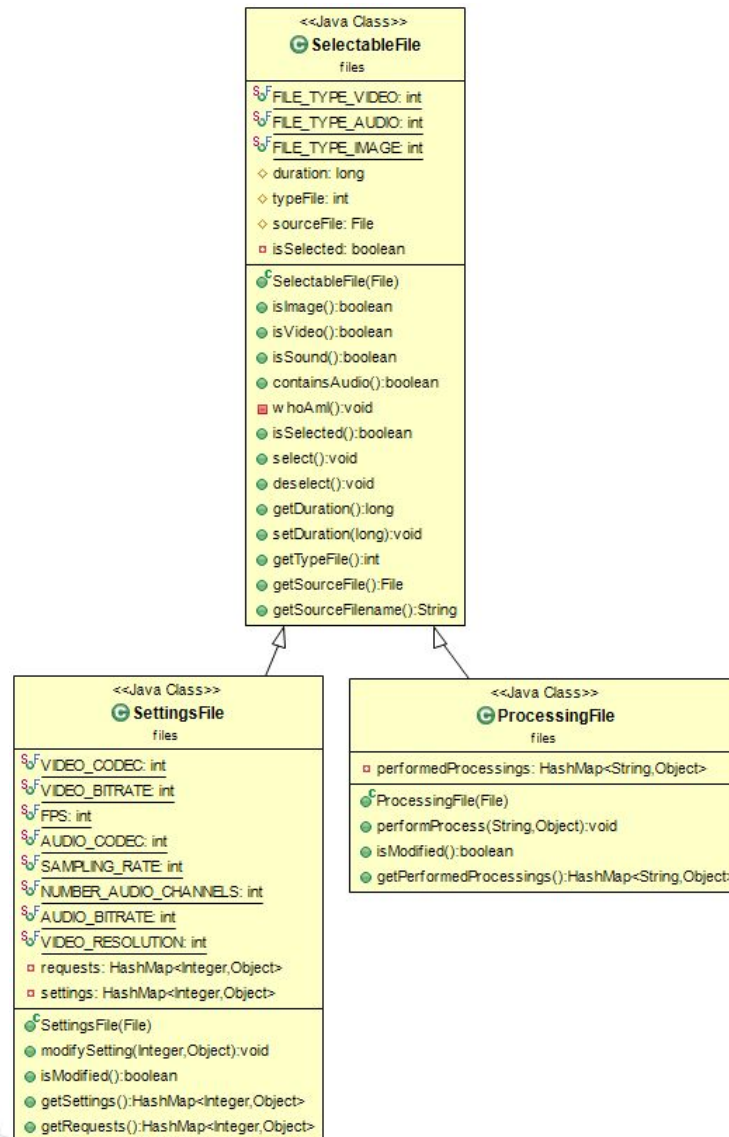 <<Java Class>>
SelectableFile
files
FILE_TYPE_VIDEO: int
FILE_TYPE_AUDIO: int
FILE_TYPE_IMAGE: int
duration: long
typeFile: int
sourceFile: File
isSelected: boolean
SelectableFile(File)
isImage():boolean
isVideo():boolean
isSound():boolean
containsAudio():boolean
whoAmI():void
isSelected():boolean
select():void
deselect():void
getDuration():long
setDuration(long):void
getTypeFile():int
getSourceFile():File
getSourceFilename():String
<<Java Class>>
SettingsFile
files
VIDEO_CODEC: int
VIDEO_BITRATE: int
FPS: int
AUDIO_CODEC: int
SAMPLING_RATE: int
NUMBER_AUDIO_CHANNELS: int
AUDIO_BITRATE: int
VIDEO_RESOLUTION: int
requests: HashMap<Integer,Object>
settings: HashMap<Integer,Object>
SettingsFile(File)
modifySetting(Integer,Object):void
isModified():boolean
getSettings():HashMap<Integer,Object>
getRequests():HashMap<Integer,Object>
<<Java Class>>
ProcessingFile
files
performedProcessings: HashMap<String,Object>
ProcessingFile(File)
performProcess(String,Object):void
isModified():boolean
getPerformedProcessings():HashMap<String,Object>